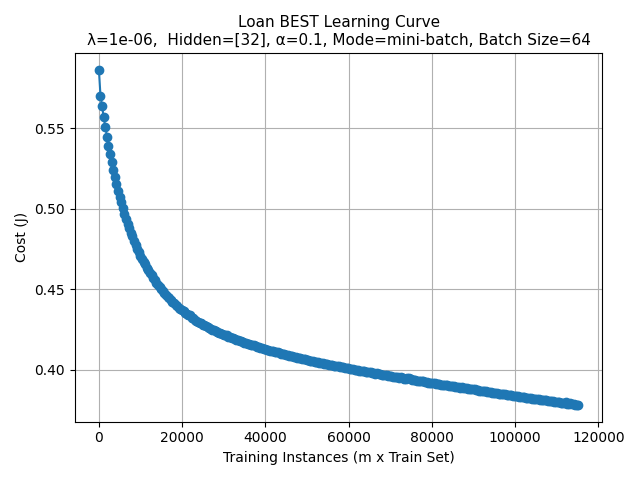 Loan BEST Learning Curve
λ=1e-06,  Hidden=[32], α=0.1, Mode=mini-batch, Batch Size=64
Cost (J)
0.55
0.50
0.45
0.40
0 20000 40000 60000 80000 100000 120000
Training Instances (m x Train Set)